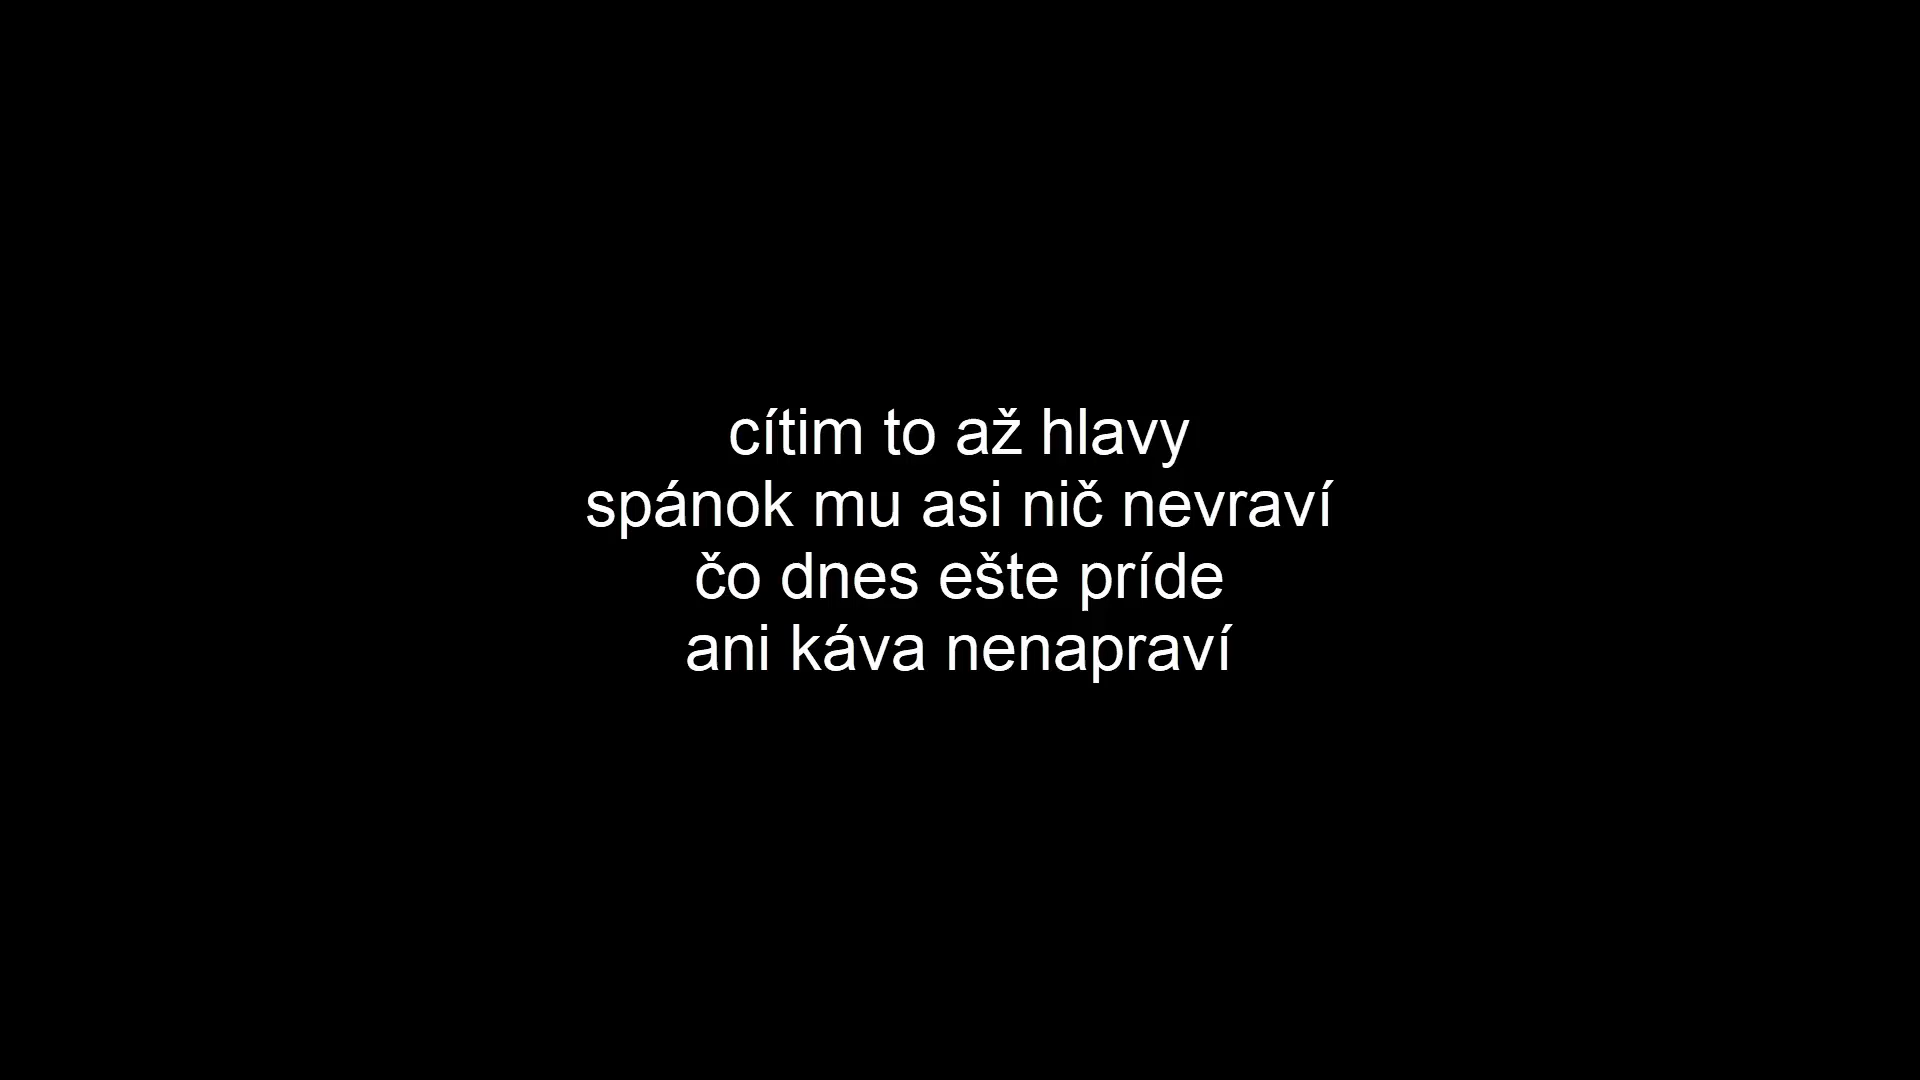 cítim to až hlavy
spánok mu asi nič nevraví
čo dnes ešte príde
ani káva nenapraví